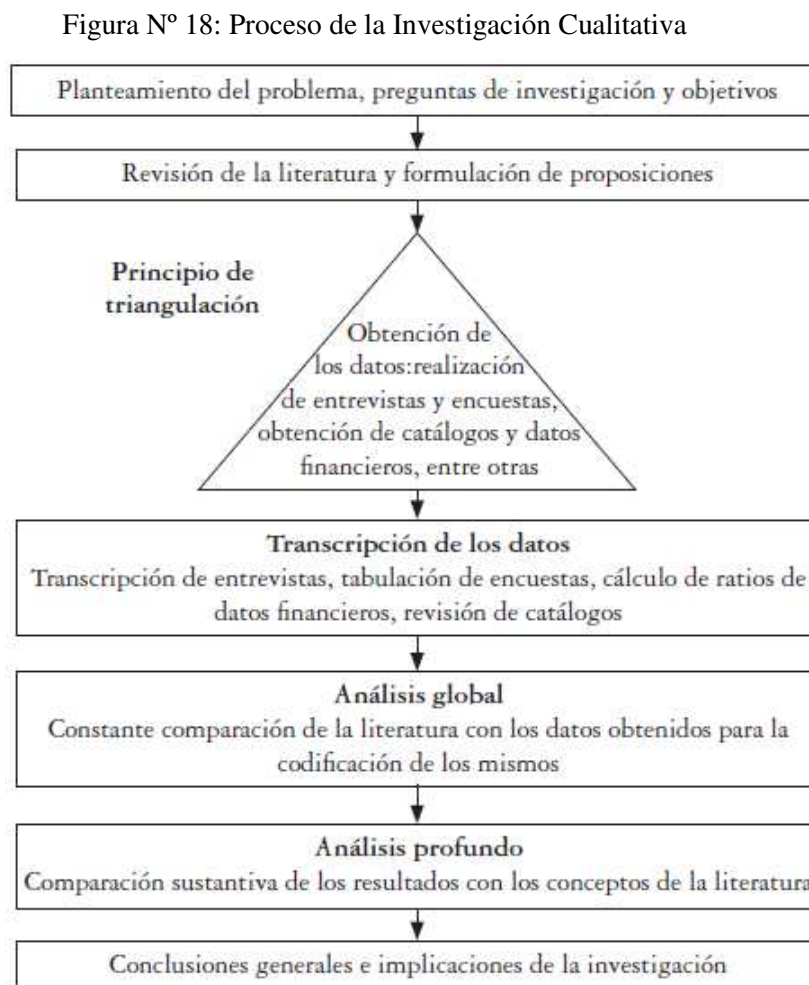 Figura Nº 18: Proceso de la Investigación Cualitativa
Planteamiento del problema, preguntas de investigación y objetivos
Revisión de la literatura y formulación de proposiciones
Principio de
triangulación
Obtención de
los datos:realización
de entrevistas y encuestas,
obtención de catálogos y datos
financieros, entre otras
Transcripción de los datos
Transcripción de entrevistas, tabulación de encuestas, cálculo de ratios de
datos financieros, revisión de catálogos
Análisis global
Constante comparación de la literatura con los datos obtenidos para la
codificación de los mismos
Análisis profundo
Comparación sustantiva de los resultados con los conceptos de la literatura
Conclusiones generales e implicaciones de la investigación